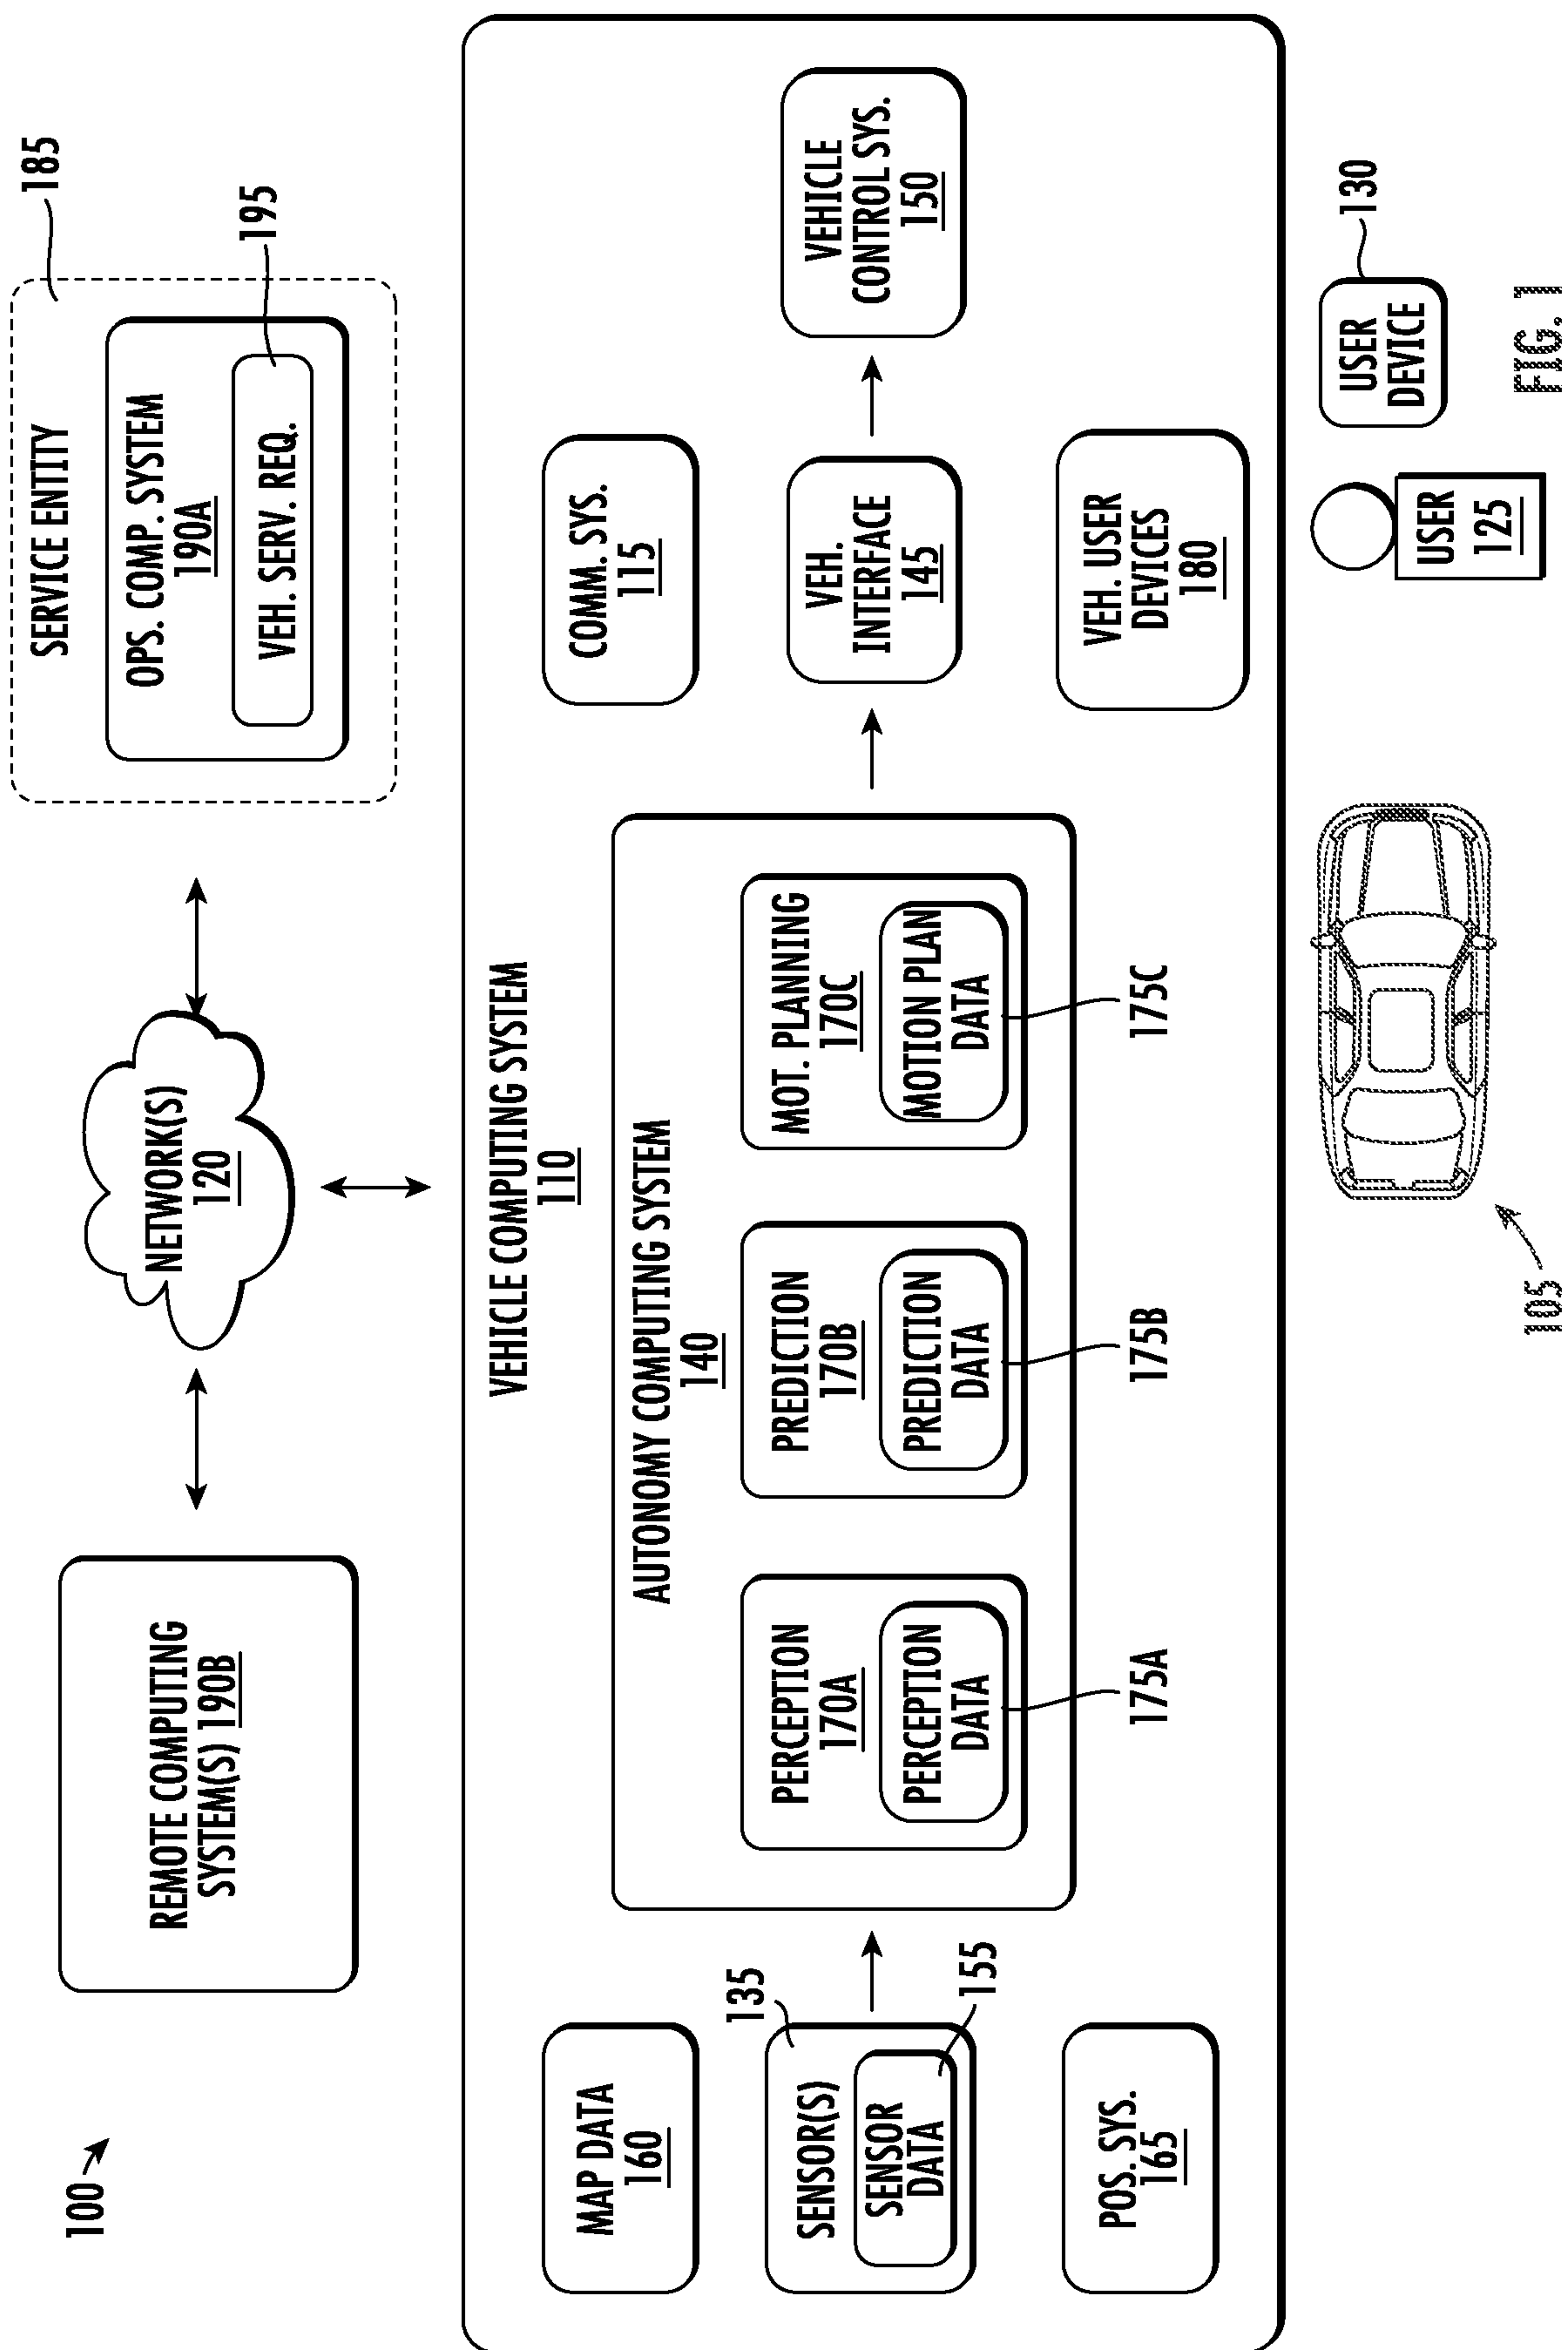 100
REMOTE COMPUTING
SYSTEM(S) 190B
NETWORK(S)
120
SERVICE ENTITY
185
OPS. COMP. SYSTEM
190A
VEH. SERV. REQ.
195
VEHICLE COMPUTING SYSTEM
110
MAP DATA
160
SENSOR(S)
135
SENSOR
DATA
155
POS. SYS.
165
AUTONOMY COMPUTING SYSTEM
140
PERCEPTION
170A
PERCEPTION
DATA
175A
PREDICTION
170B
PREDICTION
DATA
175B
MOT. PLANNING
170C
MOTION PLAN
DATA
175C
COMM. SYS.
115
VEH.
INTERFACE
145
VEH. USER
DEVICES
180
VEHICLE
CONTROL SYS.
150
105
USER
125
USER
DEVICE
130
FIG. 1